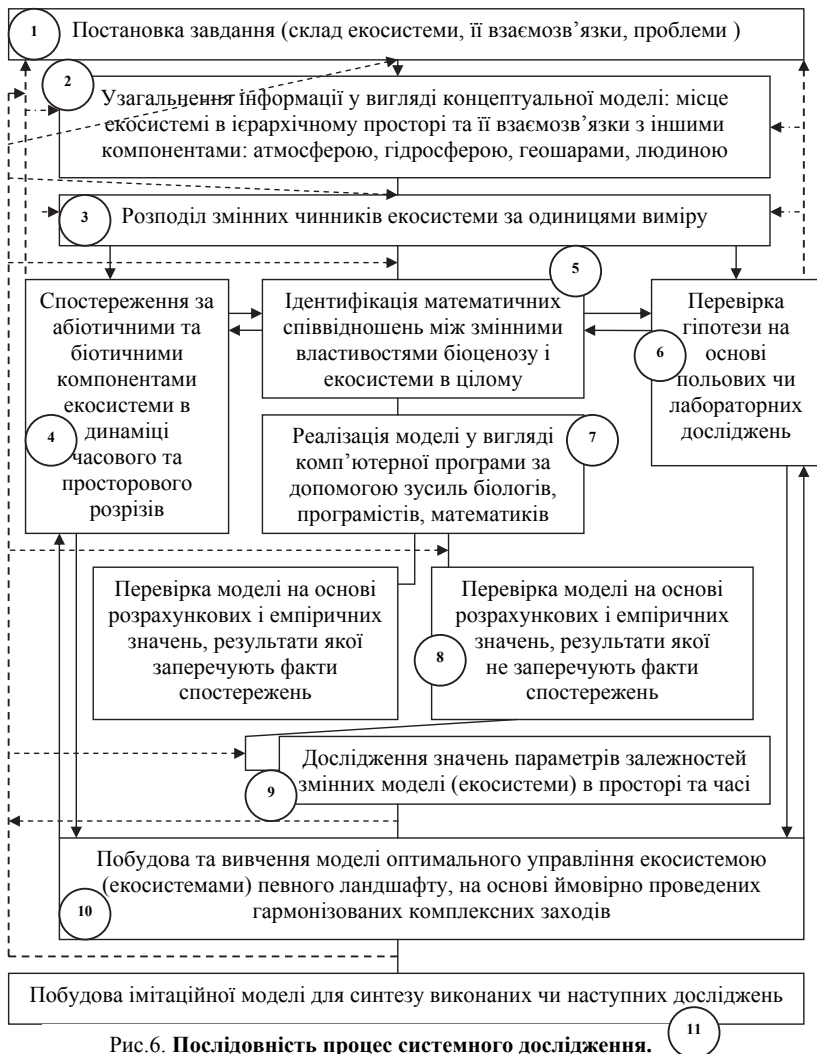 1
Постановка завдання (склад екосистеми, її взаємозв’язки, проблеми )
2
Узагальнення інформації у вигляді концептуальної моделі: місце
екосистемі в ієрархічному просторі та її взаємозв’язки з іншими
компонентами: атмосферою, гідросферою, геошарами, людиною
3
Розподіл змінних чинників екосистеми за одиницями виміру
4
Спостереження за
абіотичними та
біотичними
компонентами
екосистеми в
динаміці
часового та
просторового
розрізів
5
Ідентифікація математичних
співвідношень між змінними
властивостями біоценозу і
екосистеми в цілому
6
Перевірка
гіпотези на
основі
польових чи
лабораторних
досліджень
7
Реалізація моделі у вигляді
комп’ютерної програми за
допомогою зусиль біологів,
програмістів, математиків
Перевірка моделі на основі
розрахункових і емпіричних
значень, результати якої
заперечують факти
спостережень
8
Перевірка моделі на основі
розрахункових і емпіричних
значень, результати якої
не заперечують факти
спостережень
9
Дослідження значень параметрів залежностей
змінних моделі (екосистеми) в просторі та часі
10
Побудова та вивчення моделі оптимального управління екосистемою
(екосистемами) певного ландшафту, на основі ймовірно проведених
гармонізованих комплексних заходів
Побудова імітаційної моделі для синтезу виконаних чи наступних досліджень
11
Рис.6. Послідовність процес системного дослідження.